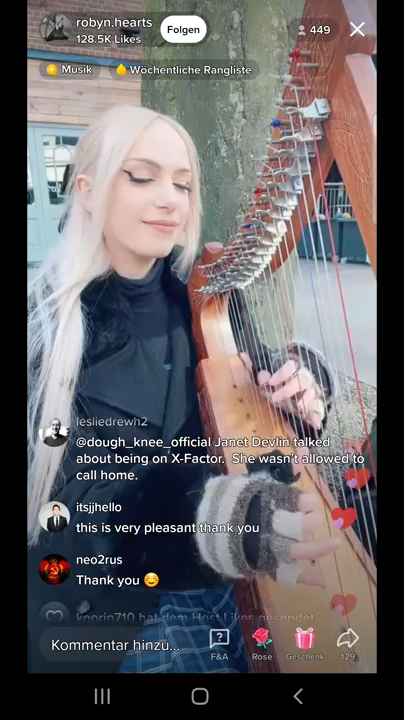 robyn.hearts
128.5K Likes
Folgen
449
Musik
Wöchentliche Rangliste
lesliedrewh2
@dough_knee_official Janet Devlin talked
about being on X-Factor. She wasn't allowed to
call home.
itsjjhello
this is very pleasant thank you
neo2rus
Thank you 😂
koorin710 hat dem Host Likes gesendet
Kommentar hinzu...
F&A
Rose
Geschenk
129